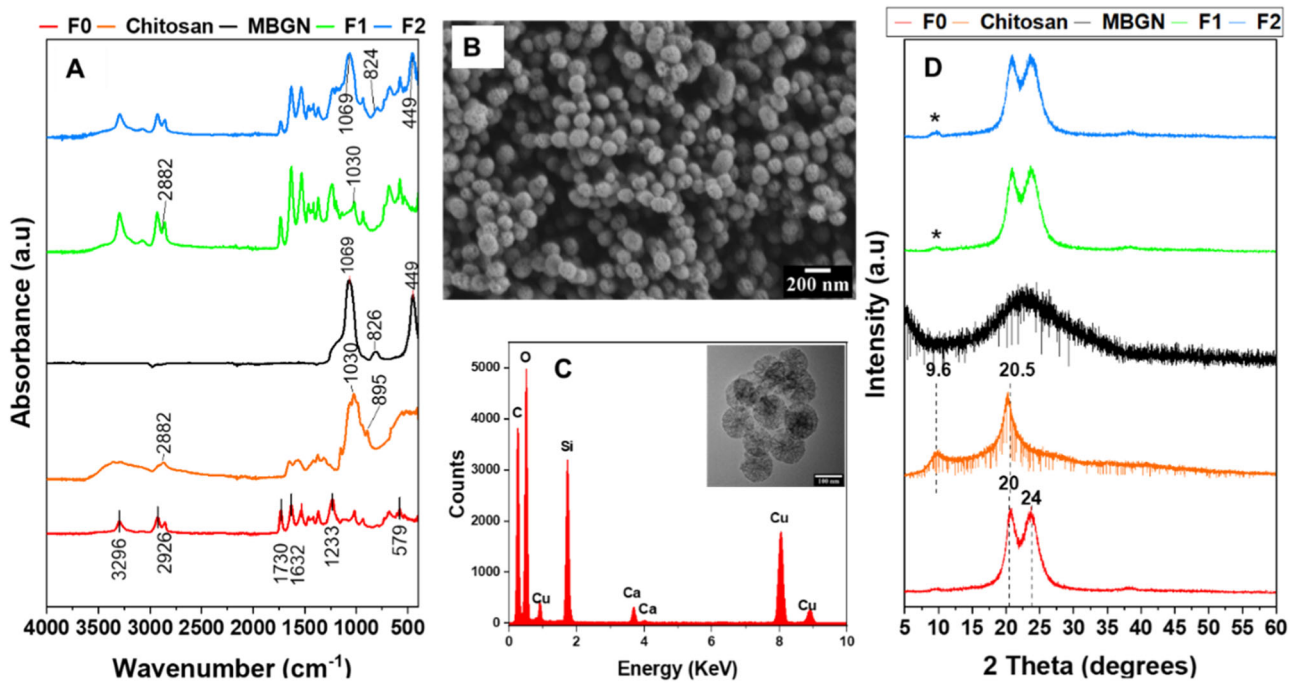 F0 Chitosan MBGN F1 F2
A
1069
824
449
2882
1030
1069
826
449
2882
1030
895
3296
2926
1730
1632
1233
579
Absorbance (a.u)
4000 3500 3000 2500 2000 1500 1000 500
Wavenumber (cm-1)
B
200 nm
C
5000
4000
3000
2000
1000
0
Counts
C
O
Cu
Si
Ca
Ca
Cu
Cu
100 nm
0 2 4 6 8 10
Energy (KeV)
F0 Chitosan MBGN F1 F2
D
*
*
9.6 20.5
20 24
Intensity (a.u)
5 10 15 20 25 30 35 40 45 50 55 60
2 Theta (degrees)